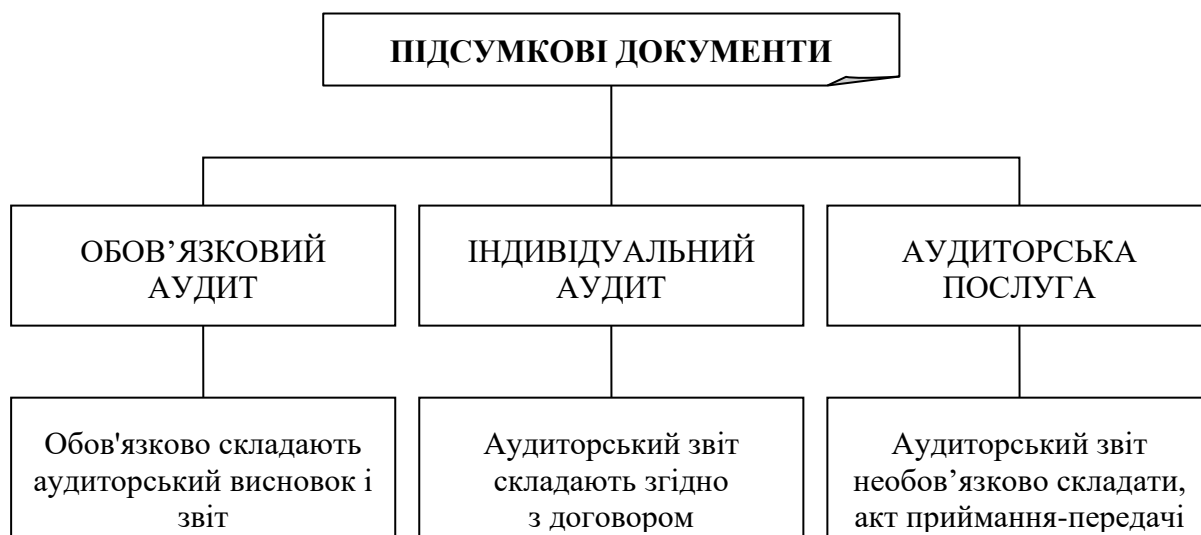 ПІДСУМКОВІ ДОКУМЕНТИ
ОБОВ’ЯЗКОВИЙ
АУДИТ
ІНДИВІДУАЛЬНИЙ
АУДИТ
АУДИТОРСЬКА
ПОСЛУГА
Обов'язково складають
аудиторський висновок і
звіт
Аудиторський звіт
складають згідно
з договором
Аудиторський звіт
необов’язково складати,
акт приймання-передачі